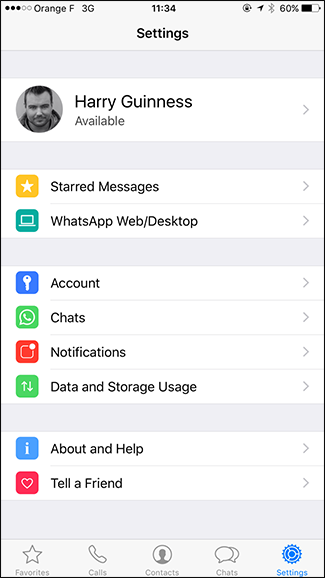 Orange F 3G 11:34 60%
Settings
Harry Guinness
Available
Starred Messages
WhatsApp Web/Desktop
Account
Chats
Notifications
Data and Storage Usage
About and Help
Tell a Friend
Favorites Calls Contacts Chats Settings